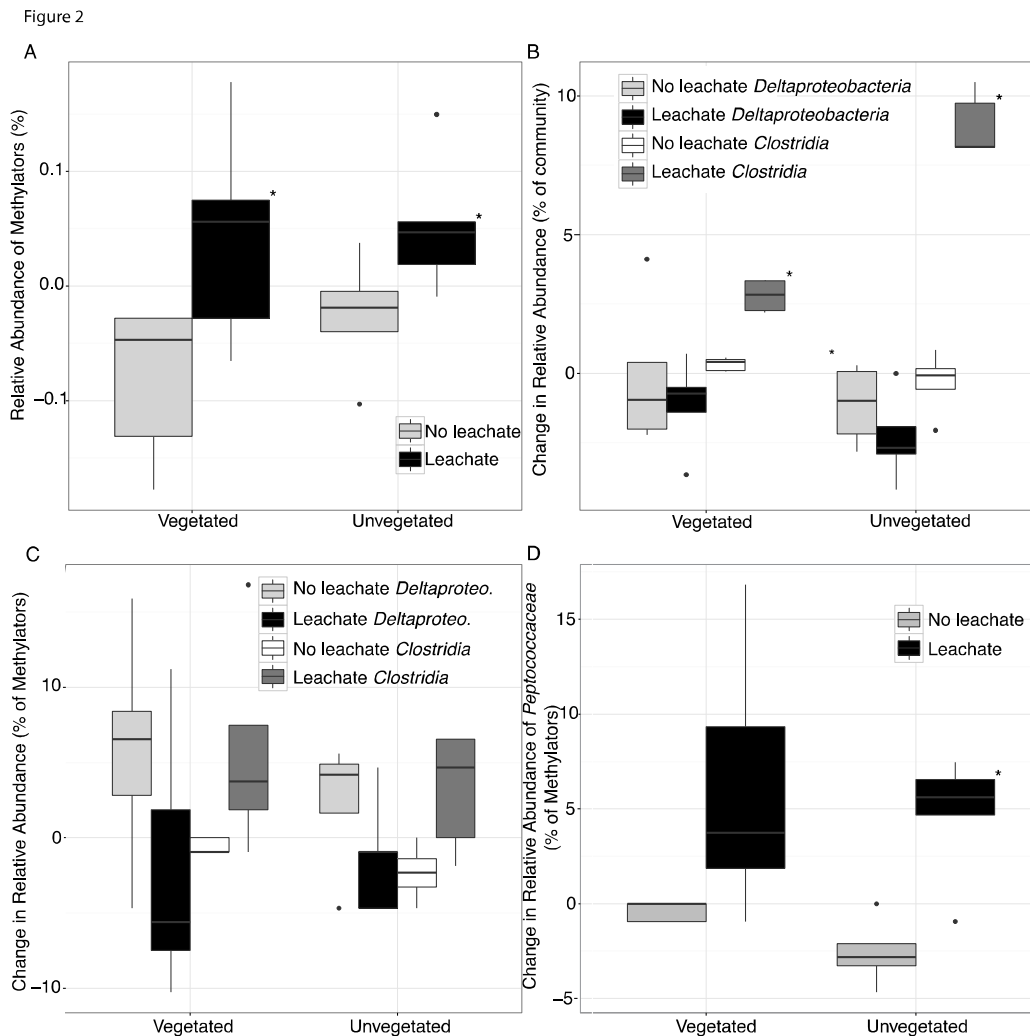 Figure 2
A
Relative Abundance of Methylators (%)
0.1
0.0
−0.1
*
*
No leachate
Leachate
Vegetated
Unvegetated
B
Change in Relative Abundance (% of community)
10
5
0
No leachate Deltaproteobacteria
Leachate Deltaproteobacteria
No leachate Clostridia
Leachate Clostridia
*
*
*
Vegetated
Unvegetated
C
Change in Relative Abundance (% of Methylators)
10
0
−10
No leachate Deltaproteo.
Leachate Deltaproteo.
No leachate Clostridia
Leachate Clostridia
Vegetated
Unvegetated
D
Change in Relative Abundance of Peptococcaceae
(% of Methylators)
15
10
5
0
−5
No leachate
Leachate
*
Vegetated
Unvegetated